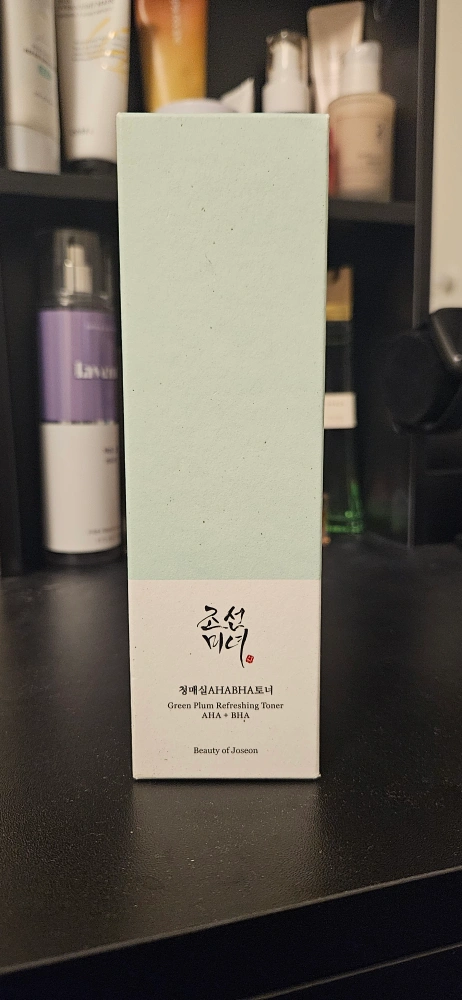 조선
미녀
청매실AHABHA토너
Green Plum Refreshing Toner
AHA + BHA
Beauty of Joseon